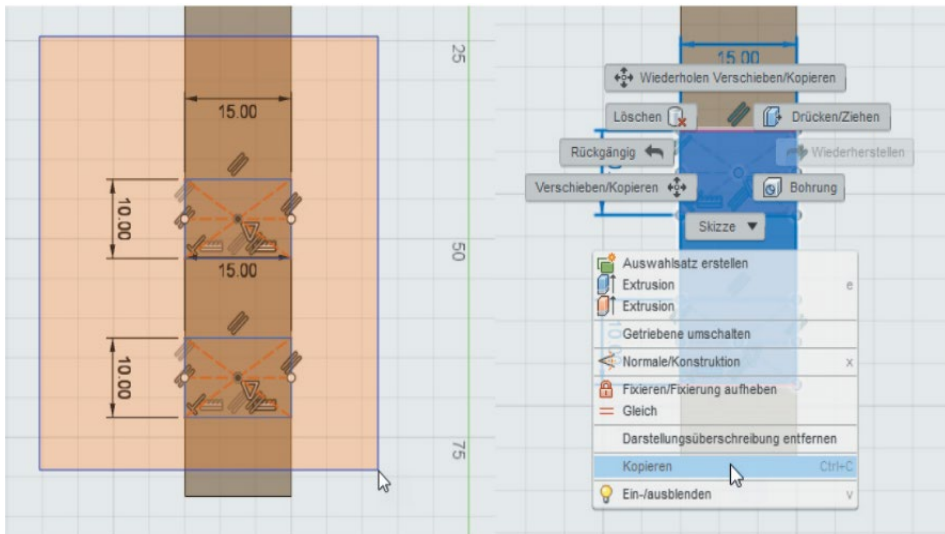 25
15.00
10.00
50
15.00
10.00
75
15.00
Wiederholen Verschieben/Kopieren
Löschen
Drücken/Ziehen
Rückgängig
Wiederherstellen
Verschieben/Kopieren
Bohrung
Skizze
Auswahlsatz erstellen
Extrusion e
Extrusion
Getriebene umschalten
Normale/Konstruktion x
Fixieren/Fixierung aufheben
Gleich
Darstellungsüberschreibung entfernen
Kopieren Ctrl+C
Ein-/ausblenden v